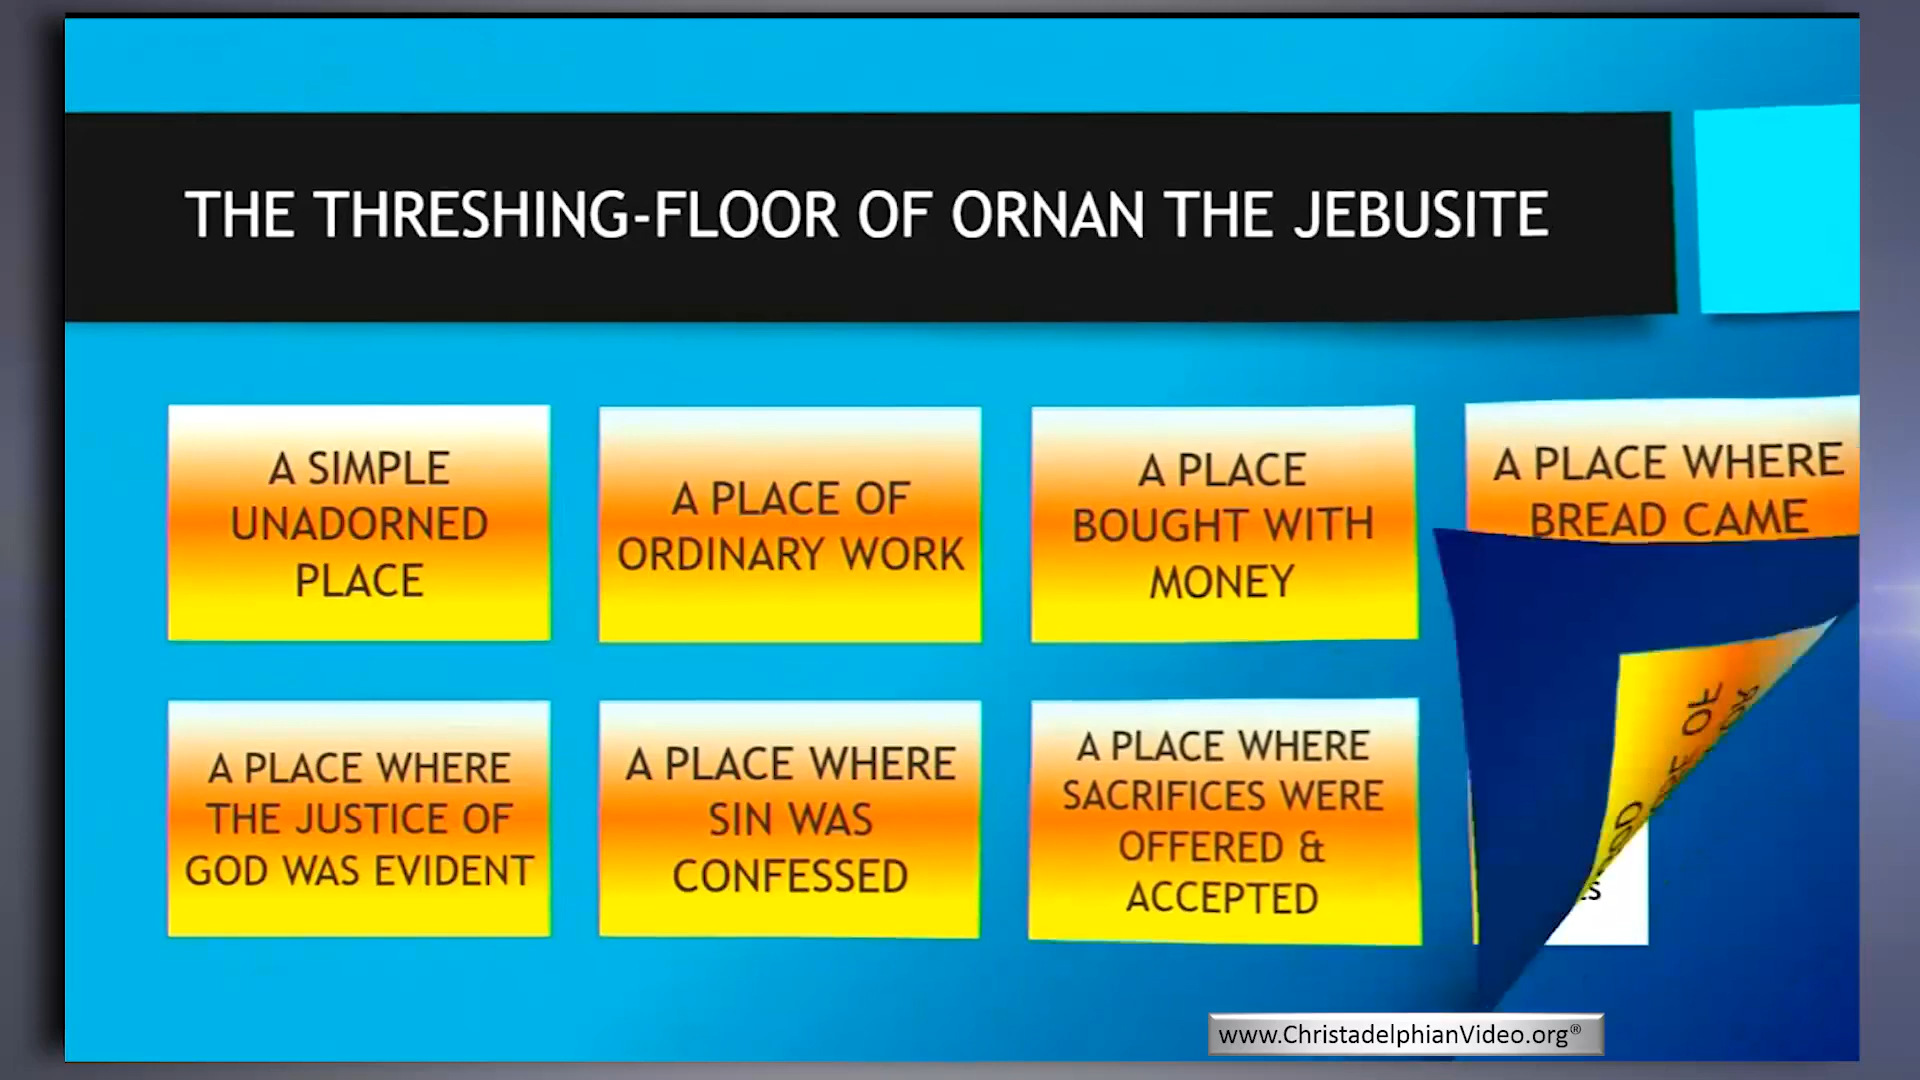 THE THRESHING-FLOOR OF ORNAN THE JEBUSITE
A SIMPLE
UNADORNED
PLACE
A PLACE OF
ORDINARY WORK
A PLACE
BOUGHT WITH
MONEY
A PLACE WHERE
BREAD CAME
A PLACE WHERE
THE JUSTICE OF
GOD WAS EVIDENT
A PLACE WHERE
SIN WAS
CONFESSED
A PLACE WHERE
SACRIFICES WERE
OFFERED &
ACCEPTED
OF
GOD
www.ChristadelphianVideo.org®